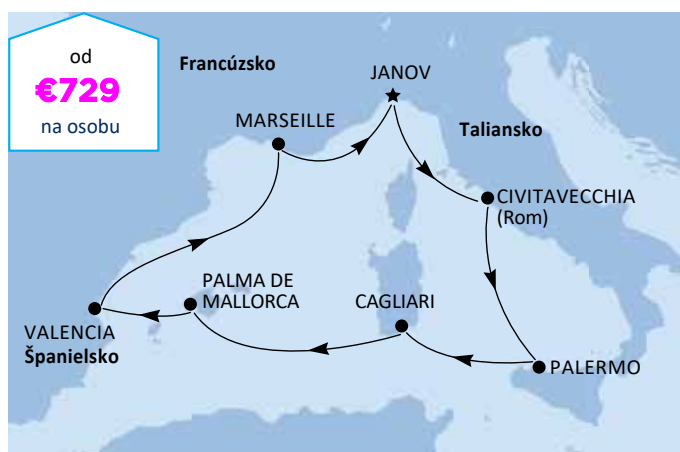 od
€729
na osobu
Francúzsko
JANOV
MARSEILLE
Taliansko
CIVITAVECCHIA
(Rom)
PALMA DE
MALLORCA
CAGLIARI
VALENCIA
Španielsko
PALERMO